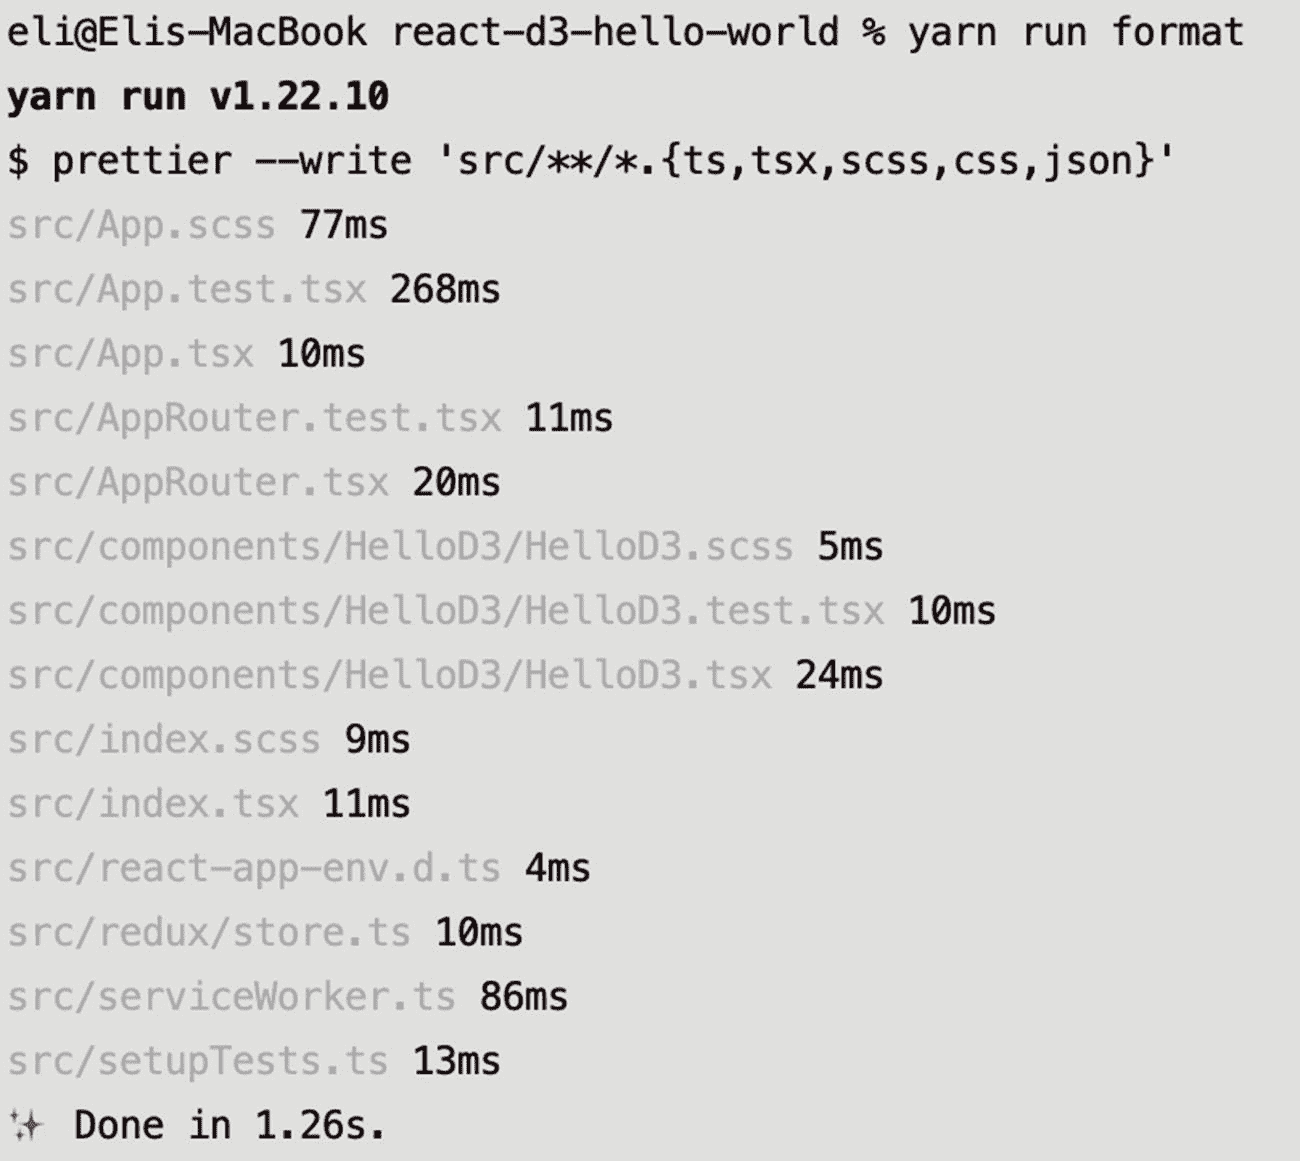 eli@Elis-MacBook react-d3-hello-world % yarn run format
yarn run v1.22.10
$ prettier --write 'src/**/*.{ts,tsx,scss,css,json}'
src/App.scss 77ms
src/App.test.tsx 268ms
src/App.tsx 10ms
src/AppRouter.test.tsx 11ms
src/AppRouter.tsx 20ms
src/components/HelloD3/HelloD3.scss 5ms
src/components/HelloD3/HelloD3.test.tsx 10ms
src/components/HelloD3/HelloD3.tsx 24ms
src/index.scss 9ms
src/index.tsx 11ms
src/react-app-env.d.ts 4ms
src/redux/store.ts 10ms
src/serviceWorker.ts 86ms
src/setupTests.ts 13ms
✨ Done in 1.26s.